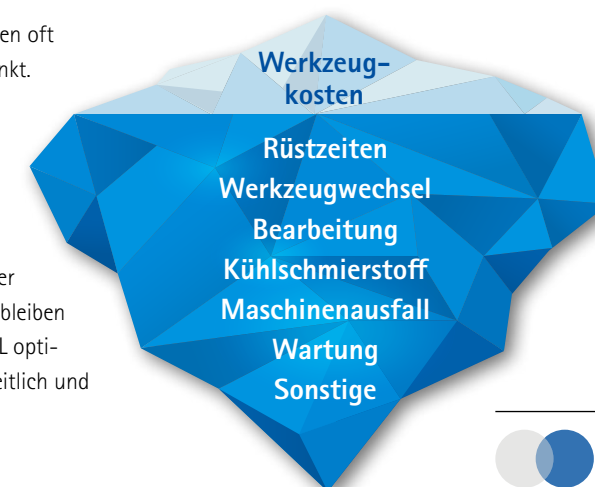 en oft
nkt.
Werkzeug-
kosten
Rüstzeiten
Werkzeugwechsel
Bearbeitung
Kühlschmierstoff
Maschinenausfall
Wartung
Sonstige
er
bleiben
L opti-
eitlich und